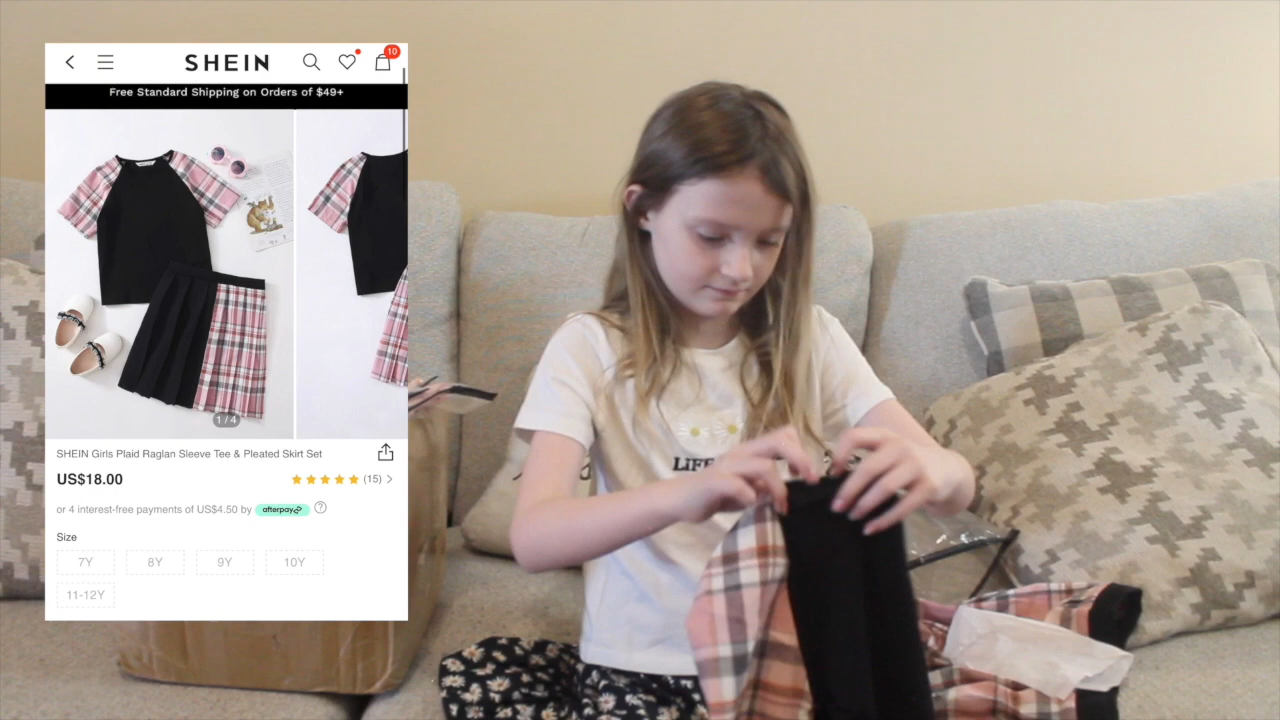 SHEIN
10
Free Standard Shipping on Orders of $49+
1 / 4
SHEIN Girls Plaid Raglan Sleeve Tee & Pleated Skirt Set
US$18.00
(15)
or 4 interest-free payments of US$4.50 by afterpay
Size
7Y 8Y 9Y 10Y
11-12Y
LiFE